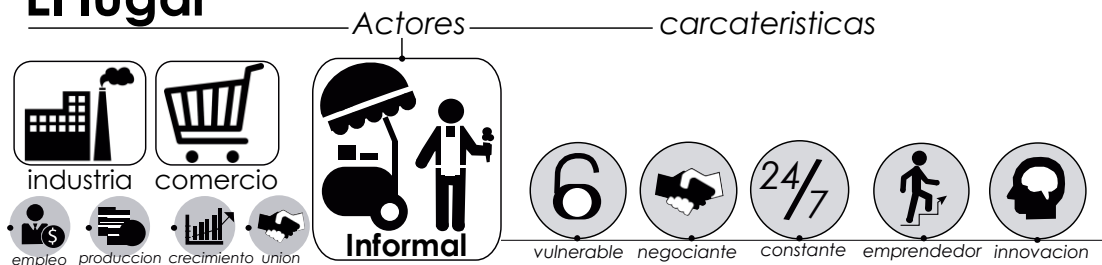 El lugar
Actores
carcateristicas
industria
comercio
$
empleo
produccion
crecimiento
union
Informal
6
24/7
vulnerable
negociante
constante
emprendedor
innovacion